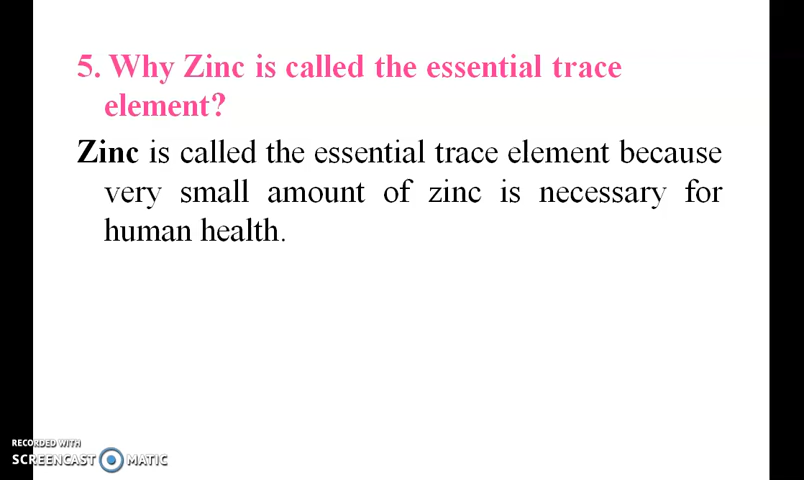 5. Why Zinc is called the essential trace
element?
Zinc is called the essential trace element because
very small amount of zinc is necessary for
human health.
RECORDED WITH
SCREENCAST MATIC